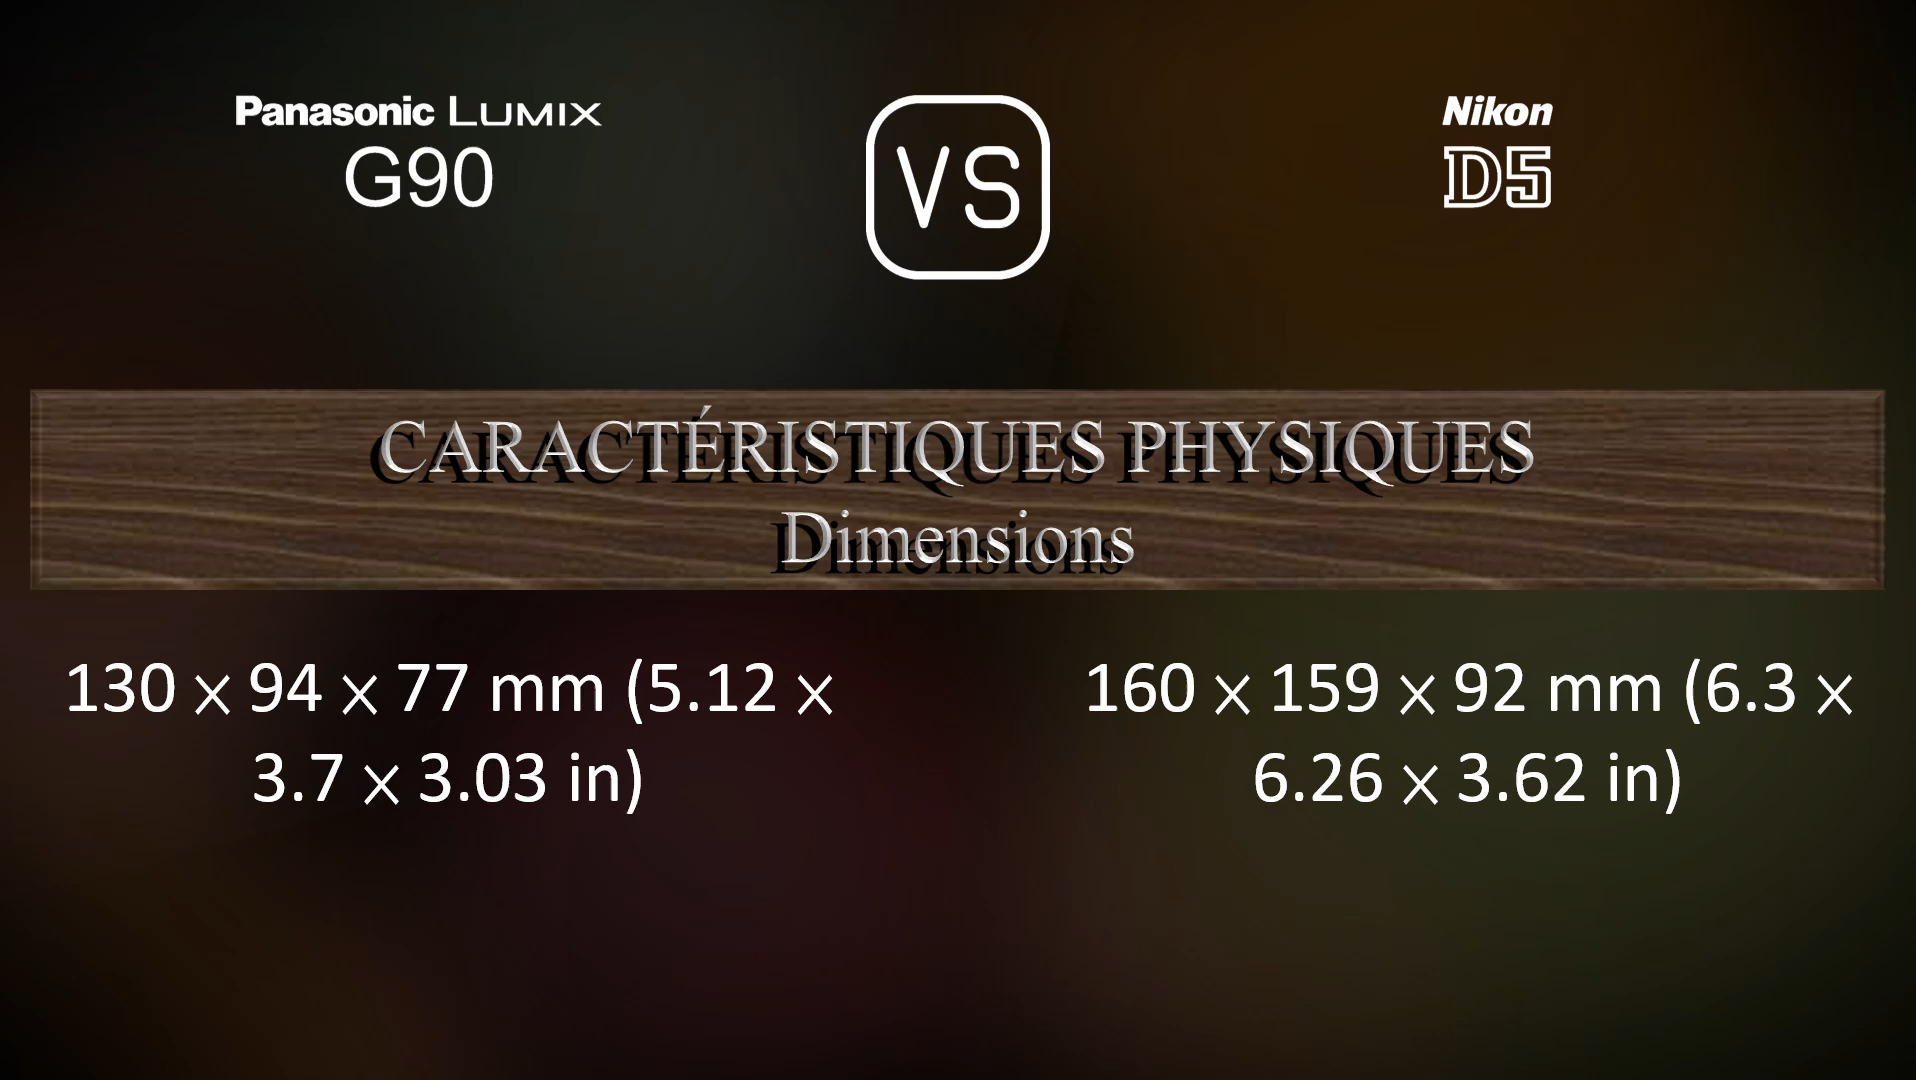 Panasonic LUMIX
G90
VS
Nikon
D5
CARACTÉRISTIQUES PHYSIQUES
Dimensions
130 x 94 x 77 mm (5.12 x
3.7 x 3.03 in)
160 x 159 x 92 mm (6.3 x
6.26 x 3.62 in)